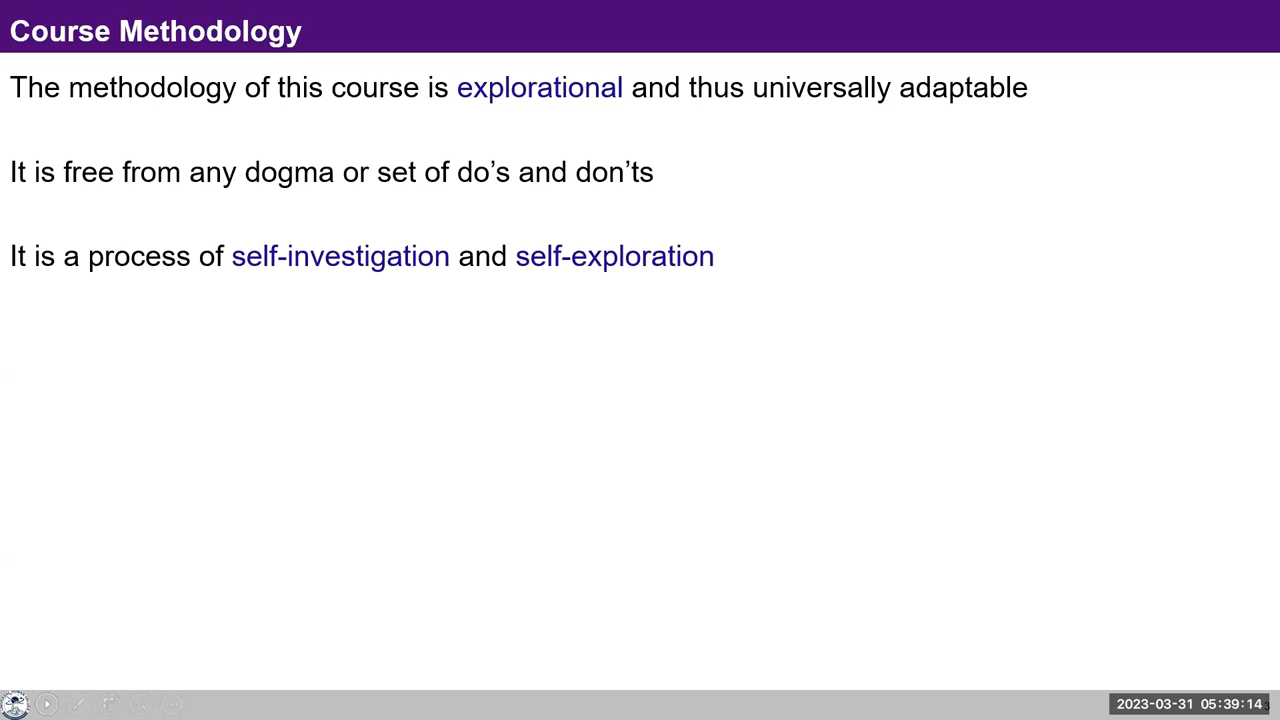 Course Methodology
The methodology of this course is explorational and thus universally adaptable
It is free from any dogma or set of do’s and don’ts
It is a process of self-investigation and self-exploration
2023-03-31 05:39:14
3